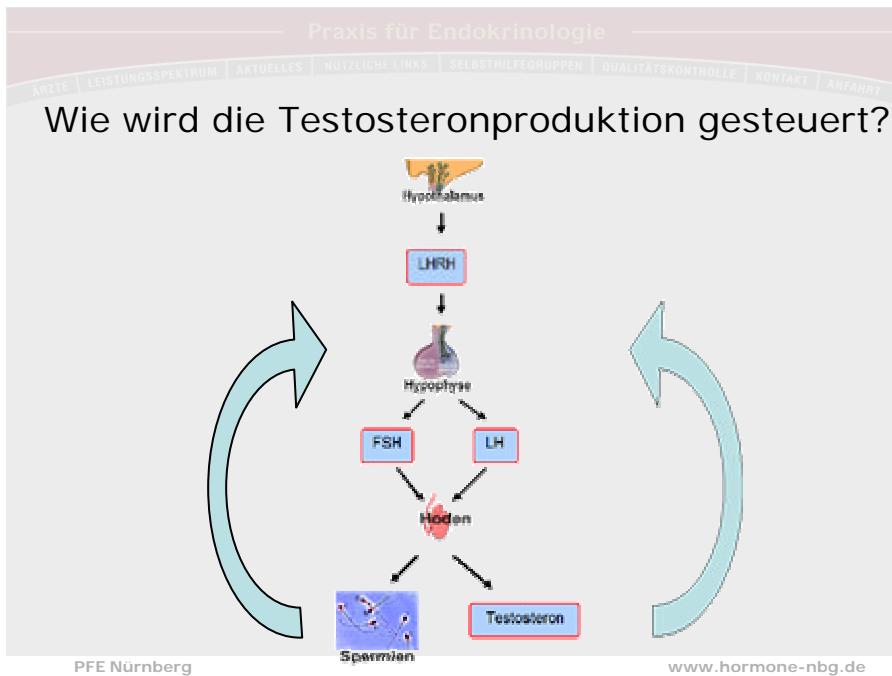 Praxis für Endokrinologie
ÄRZTE | LEISTUNGSSPEKTRUM | AKTUELLES | NÜTZLICHE LINKS | SELBSTHILFEGRUPPEN | QUALITÄTSKONTROLLE | KONTAKT | ANFAHRT
Wie wird die Testosteronproduktion gesteuert?
Hypothalamus
LHRH
Hypophyse
FSH
LH
Hoden
Testosteron
Spermien
PFE Nürnberg
www.hormone-nbg.de